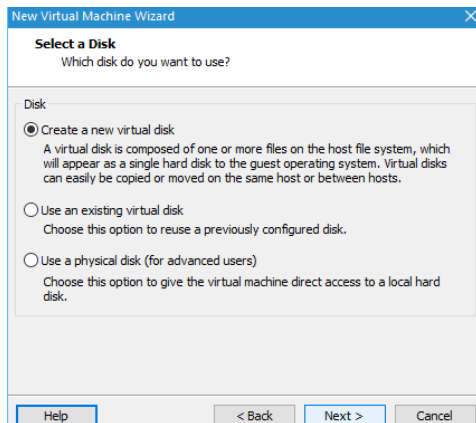 New Virtual Machine Wizard
Select a Disk
Which disk do you want to use?
Disk
Create a new virtual disk
A virtual disk is composed of one or more files on the host file system, which
will appear as a single hard disk to the guest operating system. Virtual disks
can easily be copied or moved on the same host or between hosts.
Use an existing virtual disk
Choose this option to reuse a previously configured disk.
Use a physical disk (for advanced users)
Choose this option to give the virtual machine direct access to a local hard
disk.
Help < Back Next > Cancel